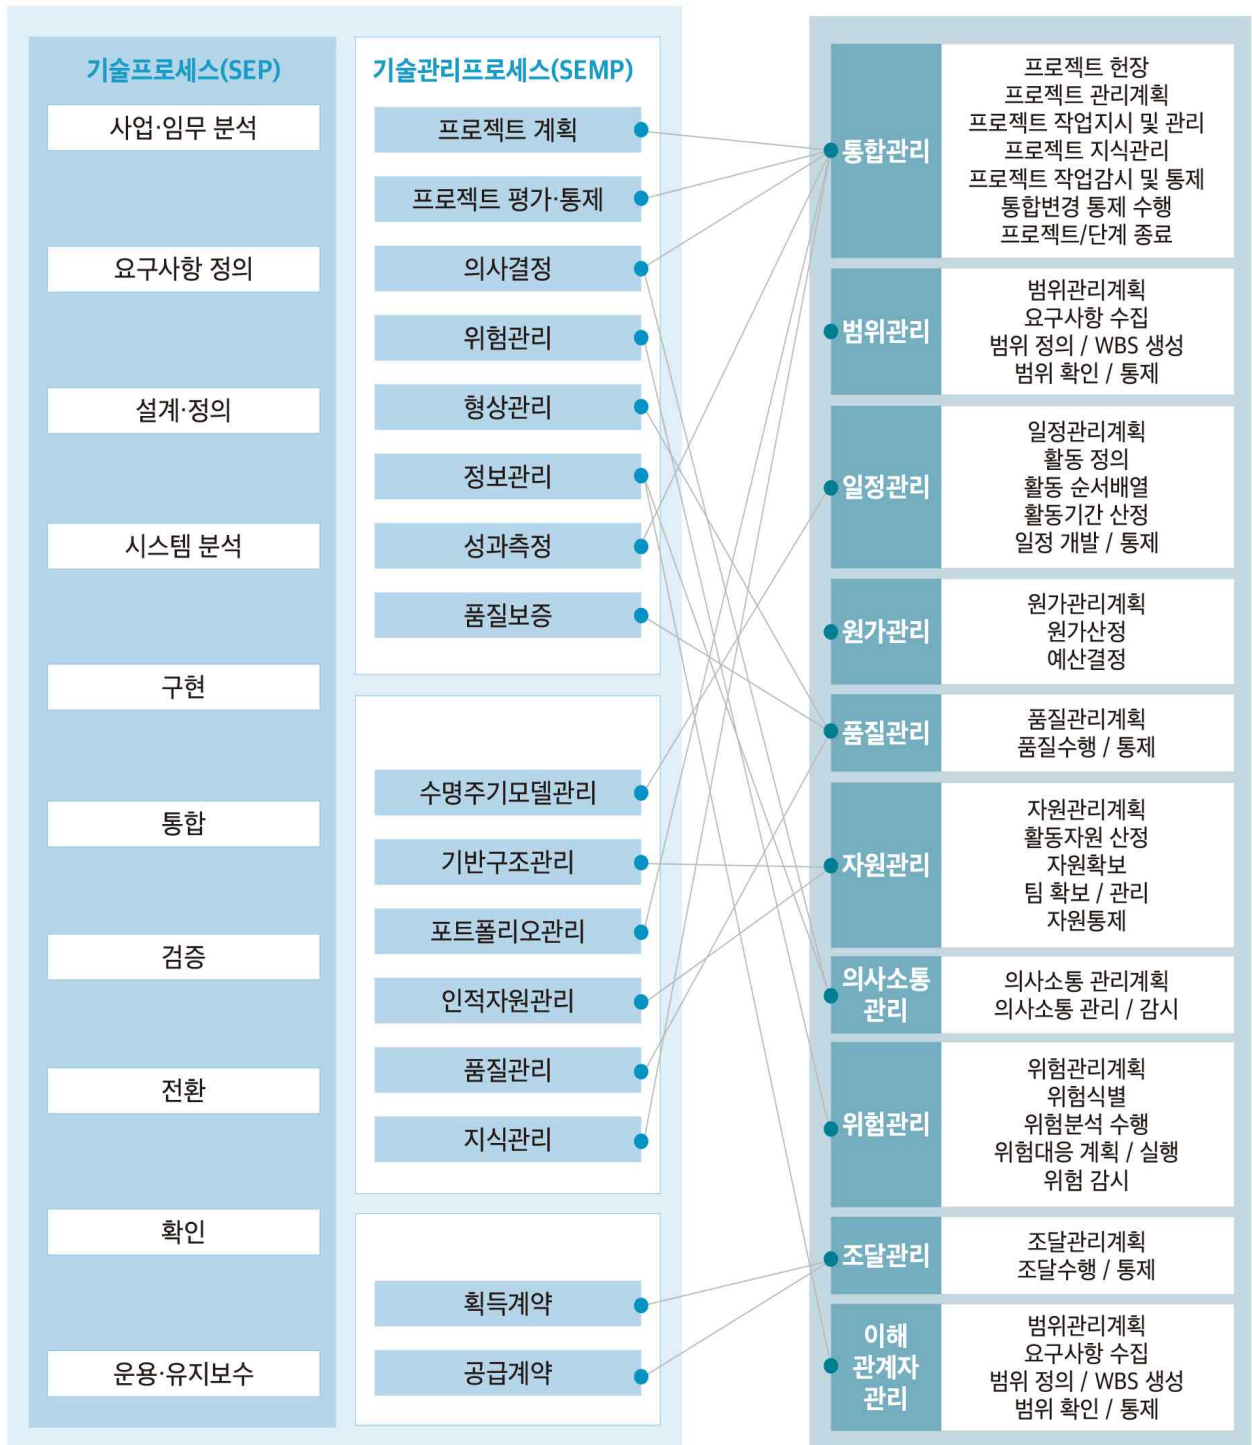 기술프로세스(SEP)
사업·임무 분석
요구사항 정의
설계·정의
시스템 분석
구현
통합
검증
전환
확인
운용·유지보수
기술관리프로세스(SEMP)
프로젝트 계획
프로젝트 평가·통제
의사결정
위험관리
형상관리
정보관리
성과측정
품질보증
수명주기모델관리
기반구조관리
포트폴리오관리
인적자원관리
품질관리
지식관리
획득계약
공급계약
통합관리
프로젝트 헌장
프로젝트 관리계획
프로젝트 작업지시 및 관리
프로젝트 지식관리
프로젝트 작업감시 및 통제
통합변경 통제 수행
프로젝트/단계 종료
범위관리
범위관리계획
요구사항 수집
범위 정의 / WBS 생성
범위 확인 / 통제
일정관리
일정관리계획
활동 정의
활동 순서배열
활동기간 산정
일정 개발 / 통제
원가관리
원가관리계획
원가산정
예산결정
품질관리
품질관리계획
품질수행 / 통제
자원관리
자원관리계획
활동자원 산정
자원확보
팀 확보 / 관리
자원통제
의사소통
관리
의사소통 관리계획
의사소통 관리 / 감시
위험관리
위험관리계획
위험식별
위험분석 수행
위험대응 계획 / 실행
위험 감시
조달관리
조달관리계획
조달수행 / 통제
이해
관계자
관리
범위관리계획
요구사항 수집
범위 정의 / WBS 생성
범위 확인 / 통제